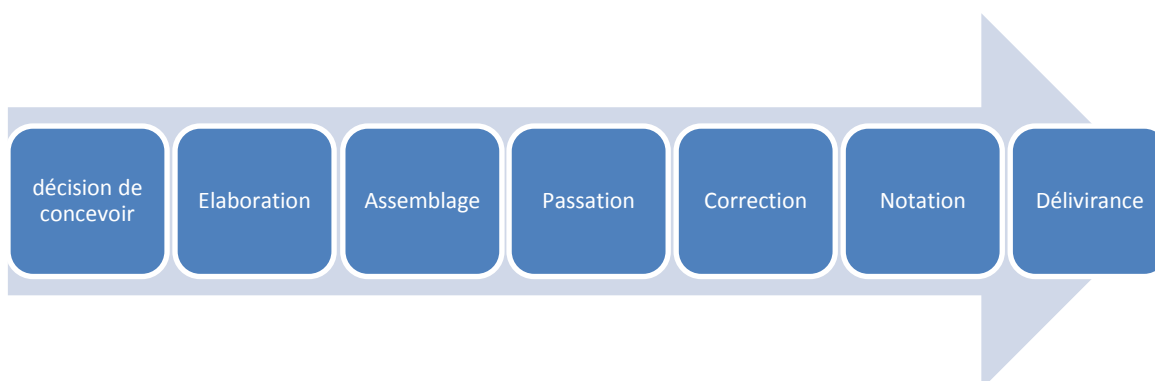 décision de
concevoir
Elaboration
Assemblage
Passation
Correction
Notation
Délivirance